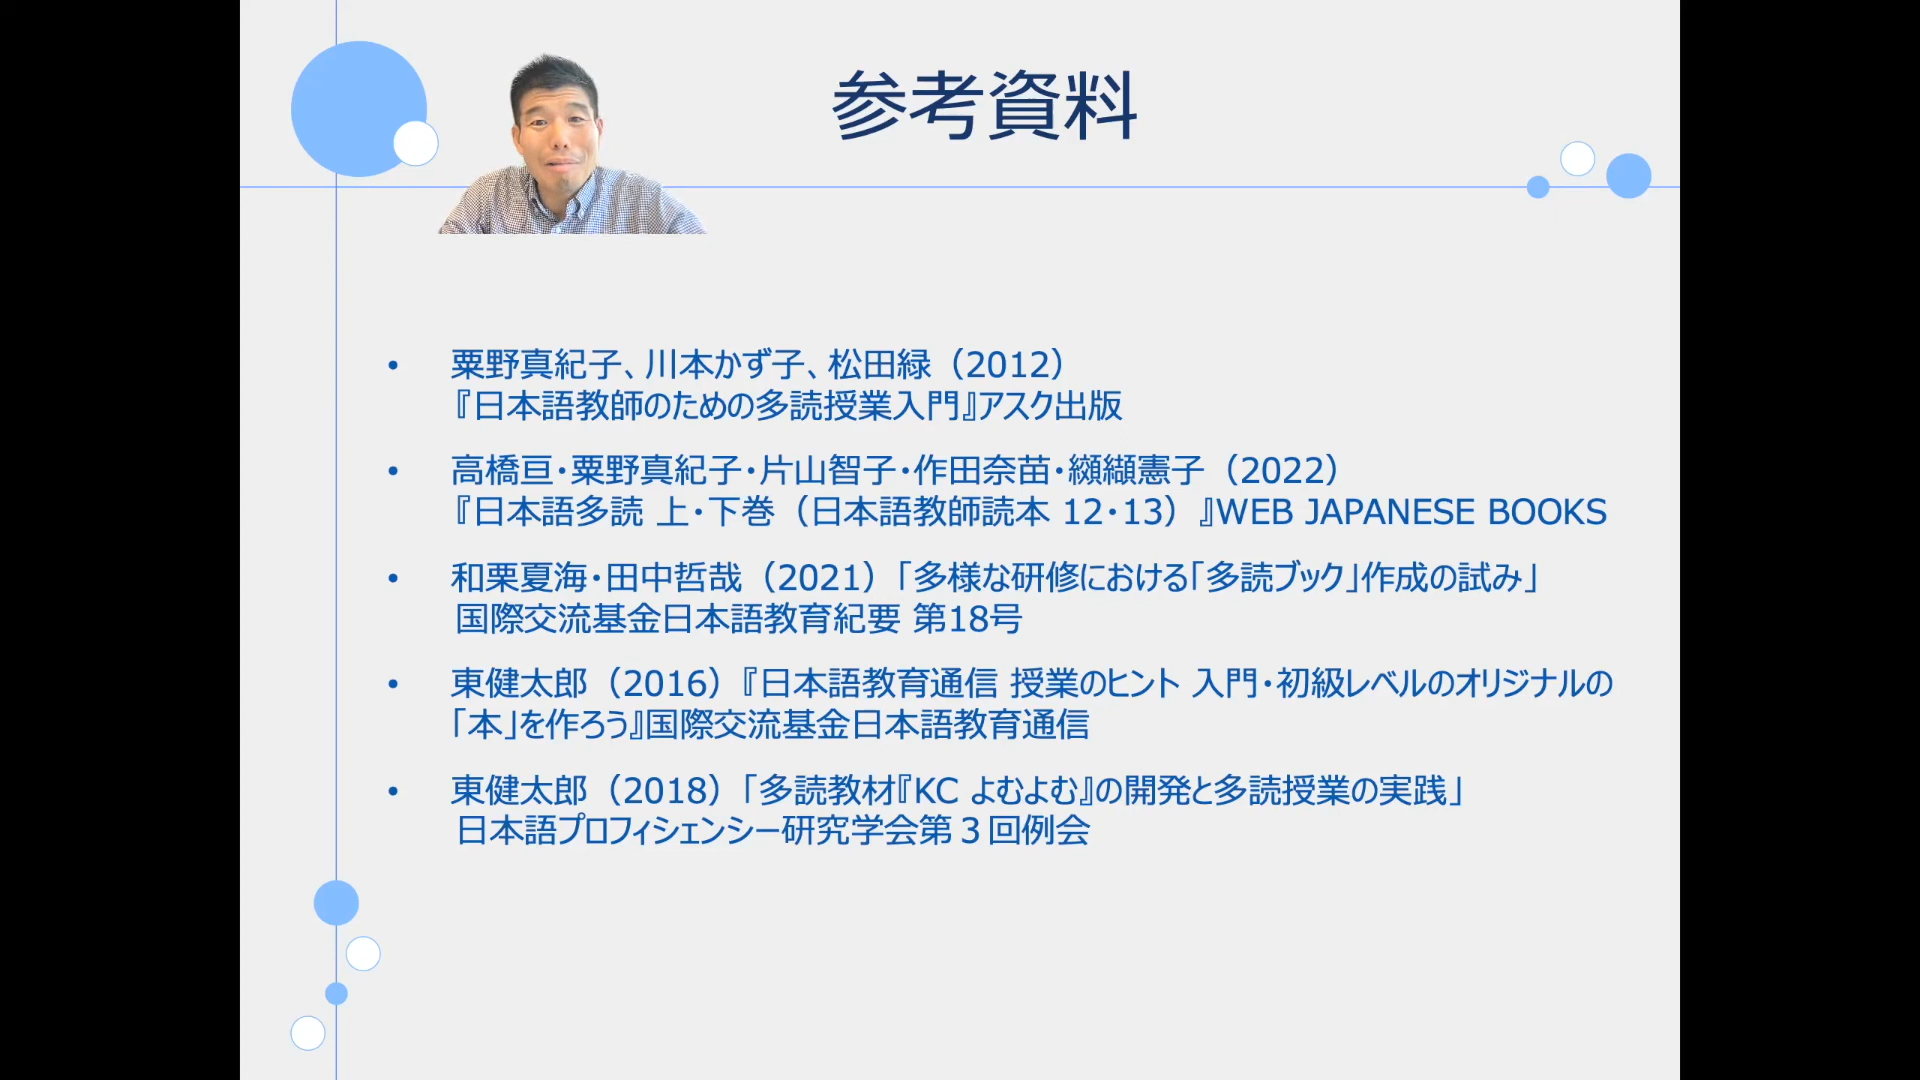 参考資料
• 粟野真紀子、川本かず子、松田緑（2012）
『日本語教師のための多読授業入門』アスク出版
• 高橋亘・粟野真紀子・片山智子・作田奈苗・纐纈憲子（2022）
『日本語多読 上・下巻（日本語教師読本 12・13）』WEB JAPANESE BOOKS
• 和栗夏海・田中哲哉（2021）「多様な研修における「多読ブック」作成の試み」
国際交流基金日本語教育紀要 第18号
• 東健太郎（2016）『日本語教育通信 授業のヒント 入門・初級レベルのオリジナルの
「本」を作ろう』国際交流基金日本語教育通信
• 東健太郎（2018）「多読教材『KC よむよむ』の開発と多読授業の実践」
日本語プロフィシェンシー研究学会第３回例会